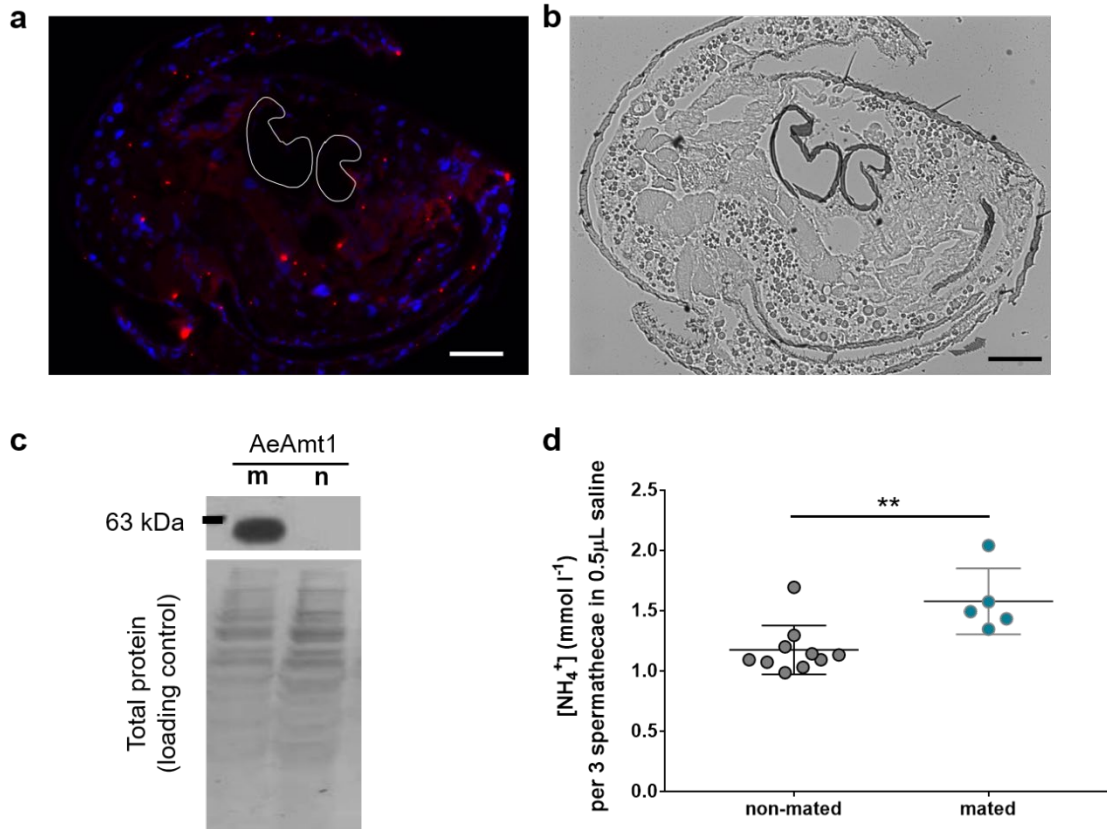 a
b
c
AeAmt1
m n
63 kDa
Total protein
(loading control)
d
[NH₄⁺] (mmol l⁻¹)
per 3 spermathecae in 0.5μL saline
2.5
2.0
1.5
1.0
0.5
0.0
**
non-mated mated